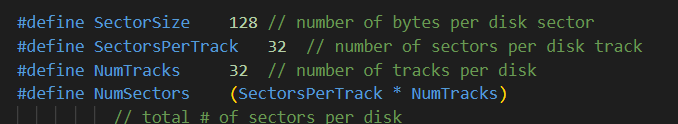 #define SectorSize    128 // number of bytes per disk sector
#define SectorsPerTrack   32  // number of sectors per disk track
#define NumTracks     32  // number of tracks per disk
#define NumSectors    (SectorsPerTrack * NumTracks)
// total # of sectors per disk